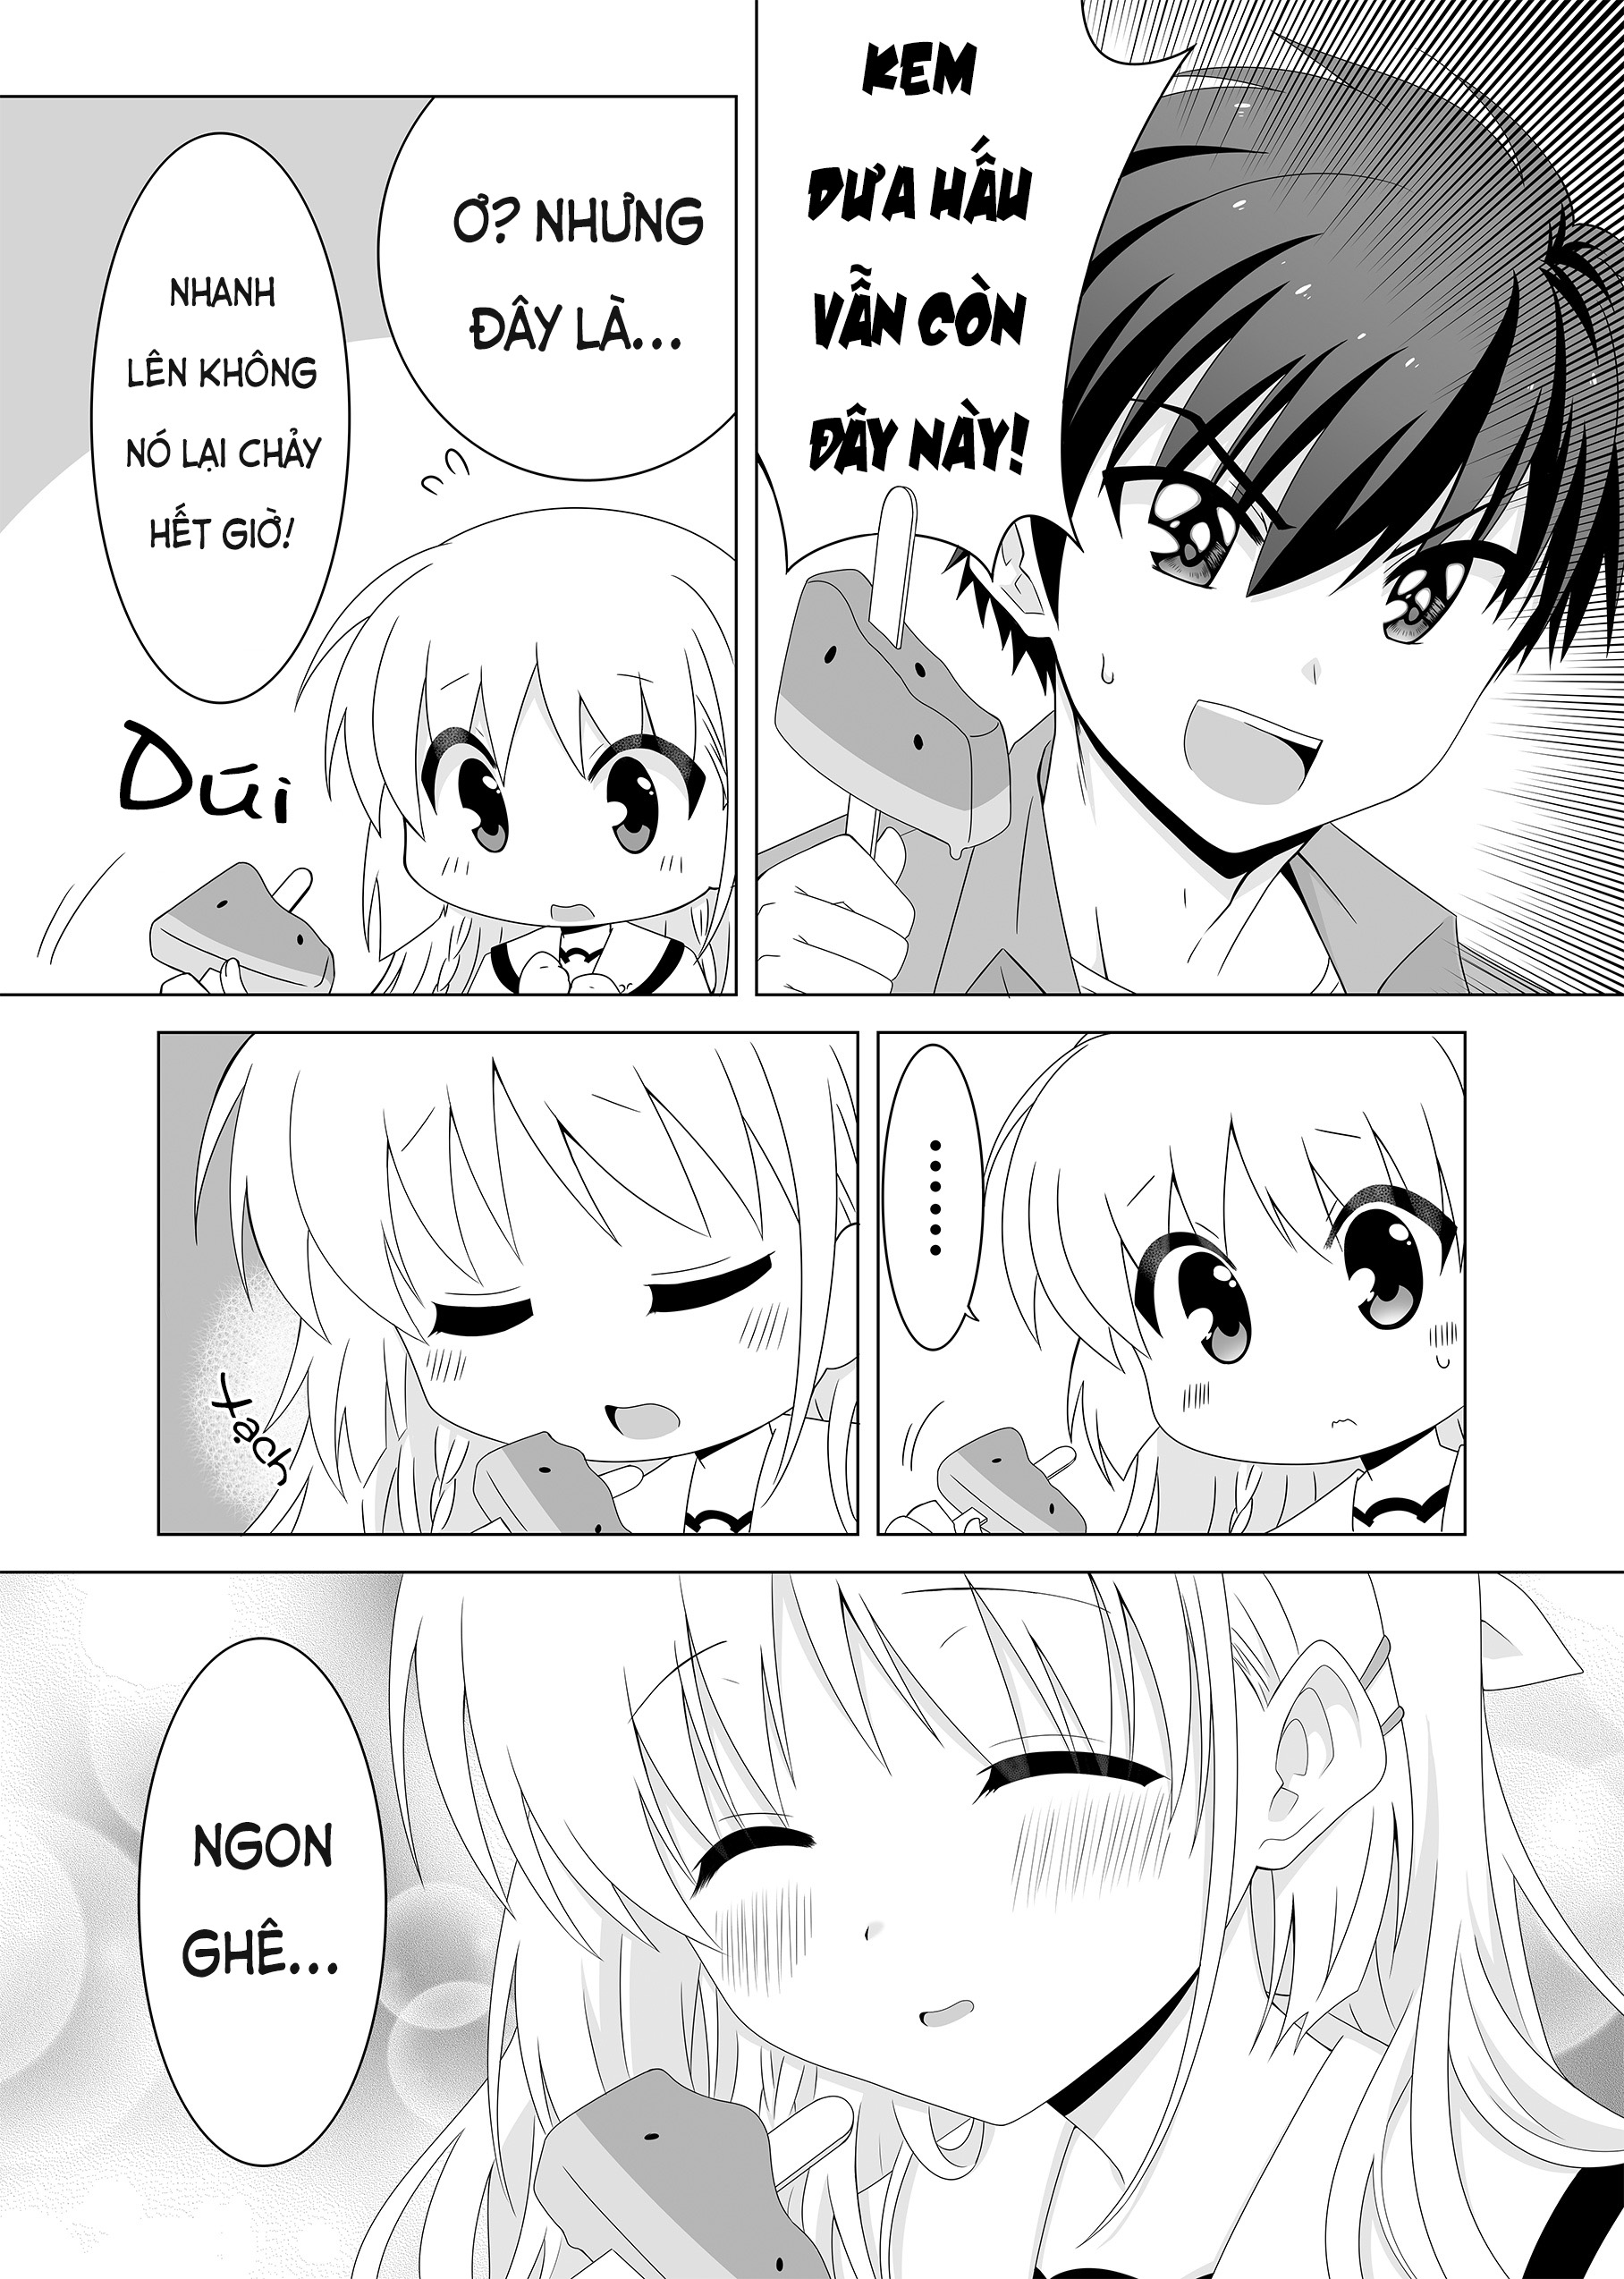 KEM
DƯA HẤU
VẪN CÒN
ĐÂY NÀY!
Ơ? NHƯNG
ĐÂY LÀ...
NHANH
LÊN KHÔNG
NÓ LẠI CHẢY
HẾT GIỜ!
Dúi
......
xạch
NGON
GHÊ...